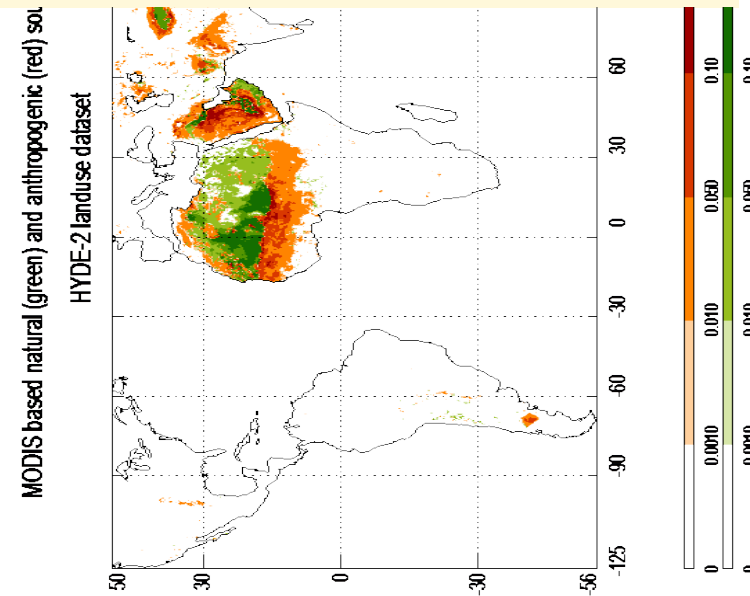 MODIS based natural (green) and anthropogenic (red) sou
HYDE-2 landuse dataset
50
30
0
-30
-56
-125 -90 -60 -30 0 30 60
0 0.0010 0.010 0.050 0.10